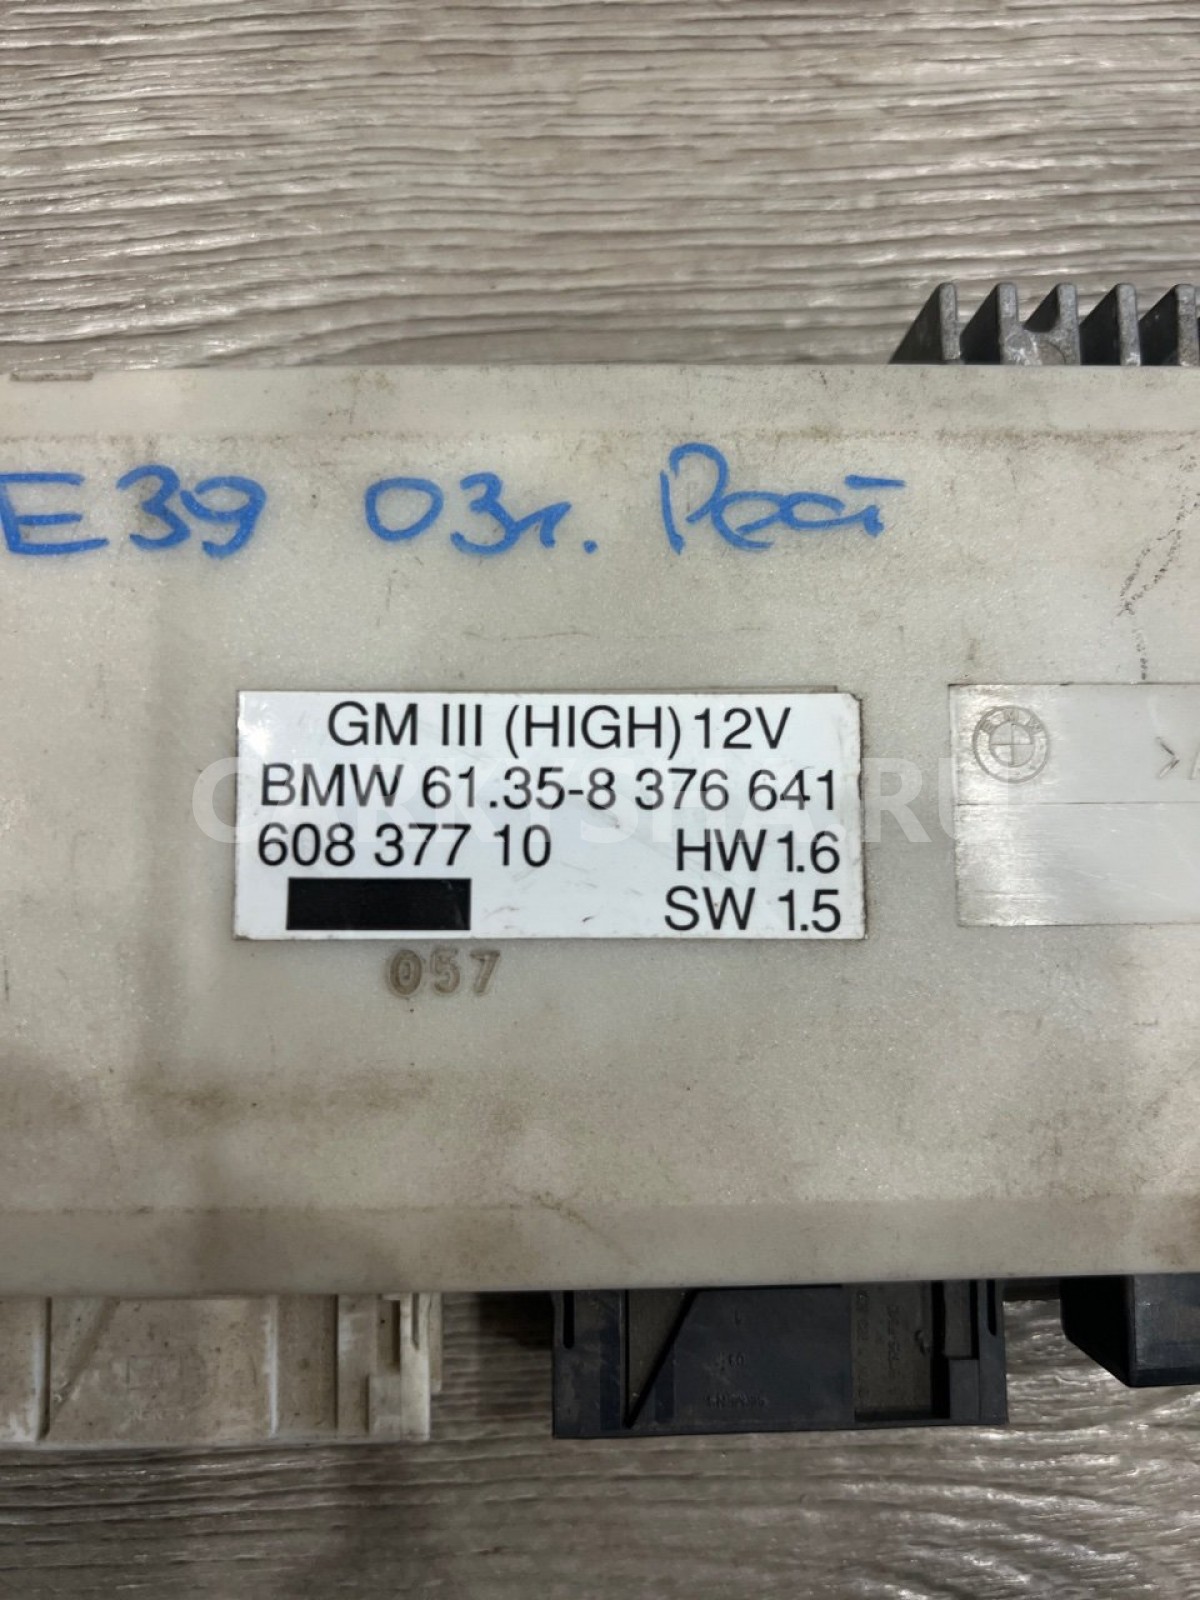 E39 03г. Рест
GM III (HIGH) 12V
BMW 61.35-8 376 641
608 377 10 HW 1.6
SW 1.5
057
BMW